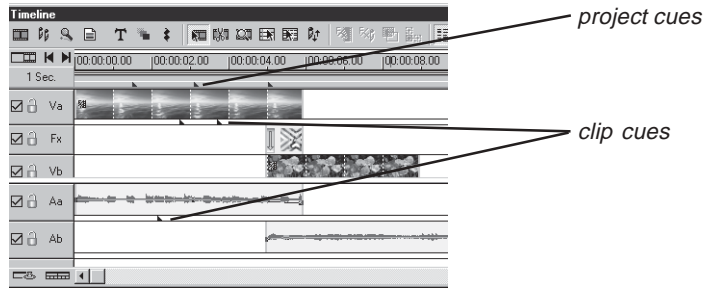 Timeline
project cues
T
00:00:00.00 00:00:02.00 00:00:04.00 00:00:06.00 00:00:08.00
1 Sec.
Va
clip cues
Fx
Vb
Aa
Ab